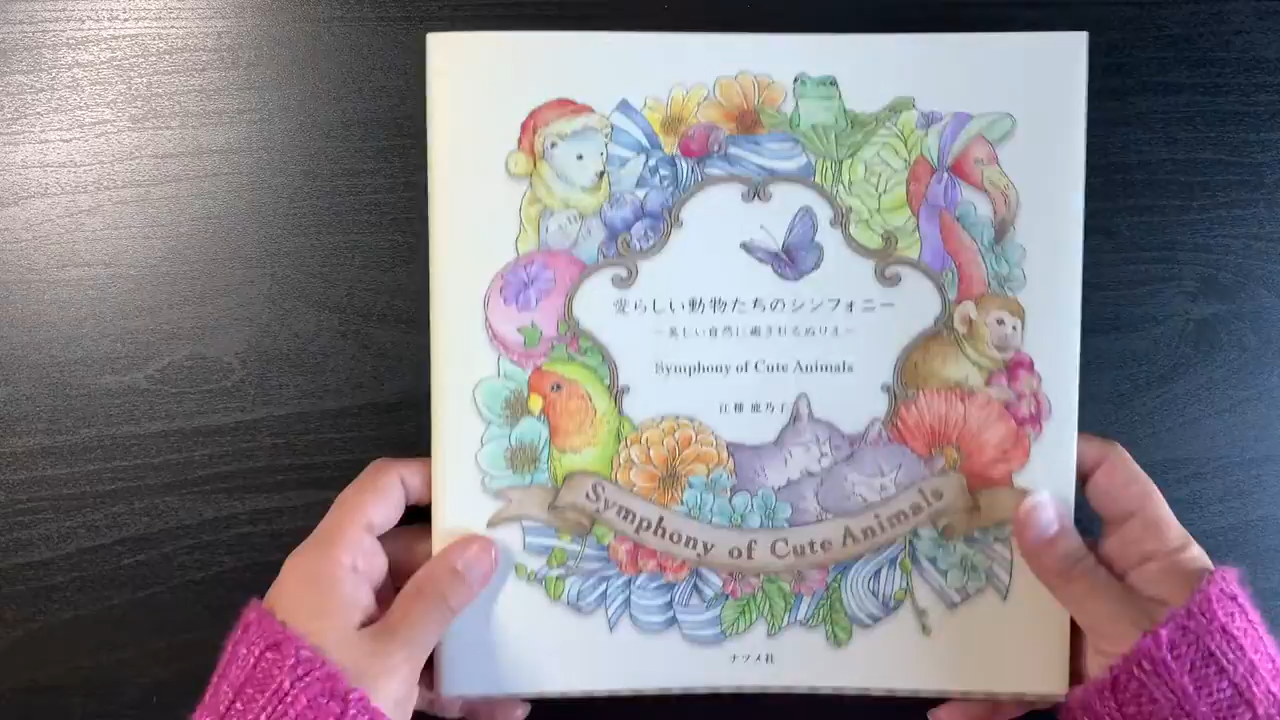 愛らしい動物たちのシンフォニー
－美しい自然に癒されるぬりえ－
Symphony of Cute Animals
江種 鹿乃子
Symphony of Cute Animals
ナツメ社